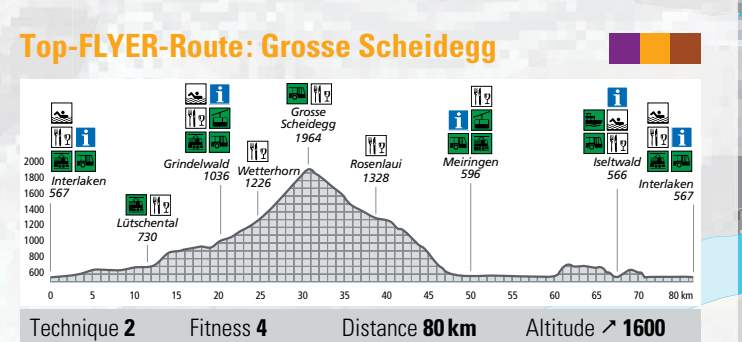 Top-FLYER-Route: Grosse Scheidegg
i
i
i
i
i
i
Interlaken
567
Lütschental
730
Grindelwald
1036
Wetterhorn
1226
Grosse
Scheidegg
1964
Rosenlaui
1328
Meiringen
596
Iseltwald
566
Interlaken
567
2000
1800
1600
1400
1200
1000
800
600
0 5 10 15 20 25 30 35 40 45 50 55 60 65 70 80 km
Technique 2 Fitness 4 Distance 80 km Altitude ↗ 1600